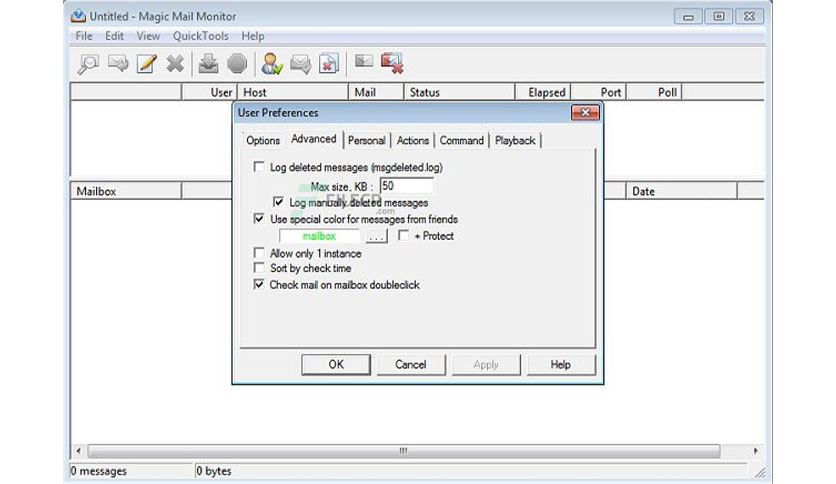 Untitled - Magic Mail Monitor
File Edit View QuickTools Help
User Host Mail Status Elapsed Port Poll
User Preferences
Options Advanced Personal Actions Command Playback
Log deleted messages (msgdeleted.log)
Max size, KB : 50
Log manually deleted messages
FILECR
.com
Use special color for messages from friends
mailbox ... + Protect
Allow only 1 instance
Sort by check time
Check mail on mailbox doubleclick
OK Cancel Apply Help
Mailbox Date
0 messages 0 bytes